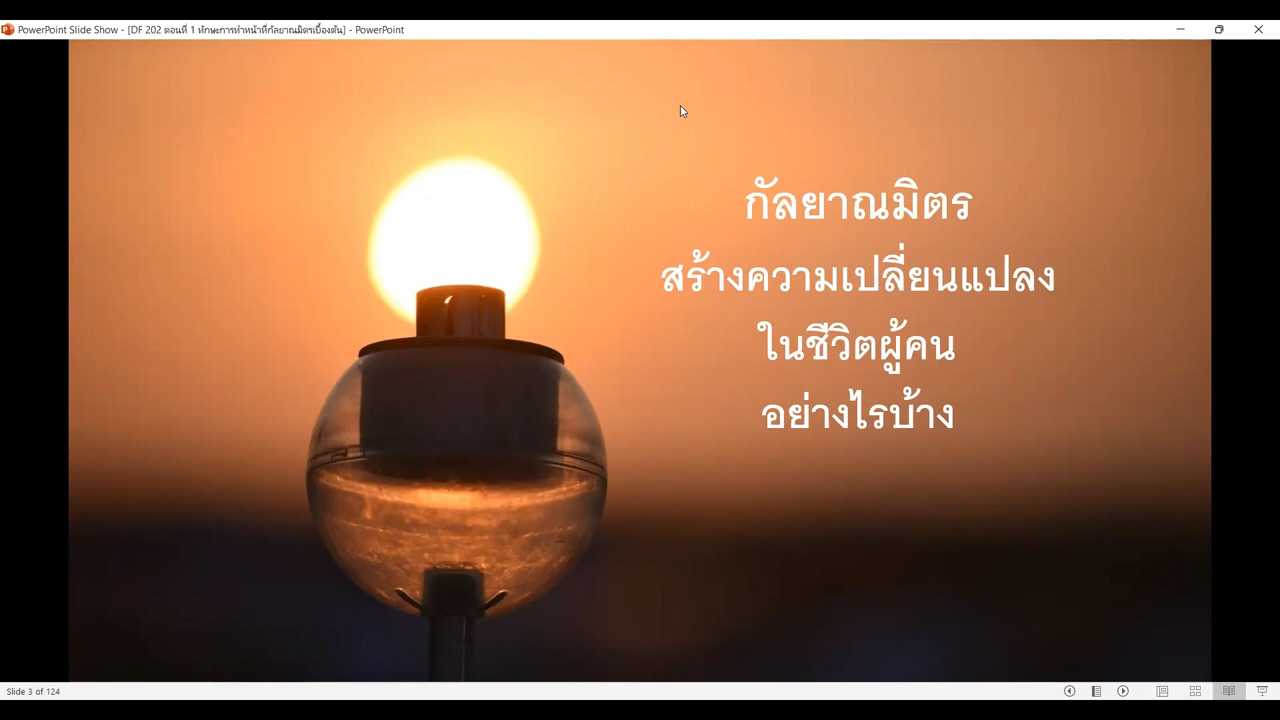 PowerPoint Slide Show - [DF 202 ตอนที่ 1 ทักษะการทำหน้าที่กัลยาณมิตรเบื้องต้น] - PowerPoint
กัลยาณมิตร
สร้างความเปลี่ยนแปลง
ในชีวิตผู้คน
อย่างไรบ้าง
Slide 3 of 124